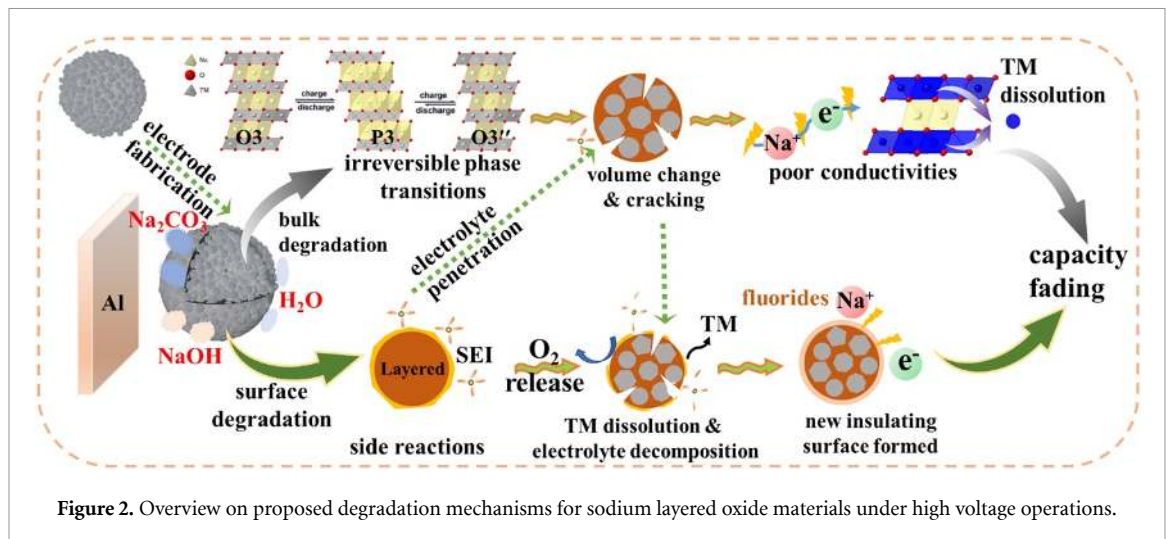 Na
O
TM
O3
charge
discharge
P3
charge
discharge
O3′′
irreversible phase
transitions
volume change
& cracking
Na⁺
e⁻
poor conductivities
TM
dissolution
electrode
fabrication
Na₂CO₃
Al
H₂O
NaOH
bulk
degradation
surface
degradation
electrolyte
penetration
Layered
SEI
side reactions
O₂
release
TM
TM dissolution &
electrolyte decomposition
fluorides
Na⁺
e⁻
new insulating
surface formed
capacity
fading
Figure 2. Overview on proposed degradation mechanisms for sodium layered oxide materials under high voltage operations.